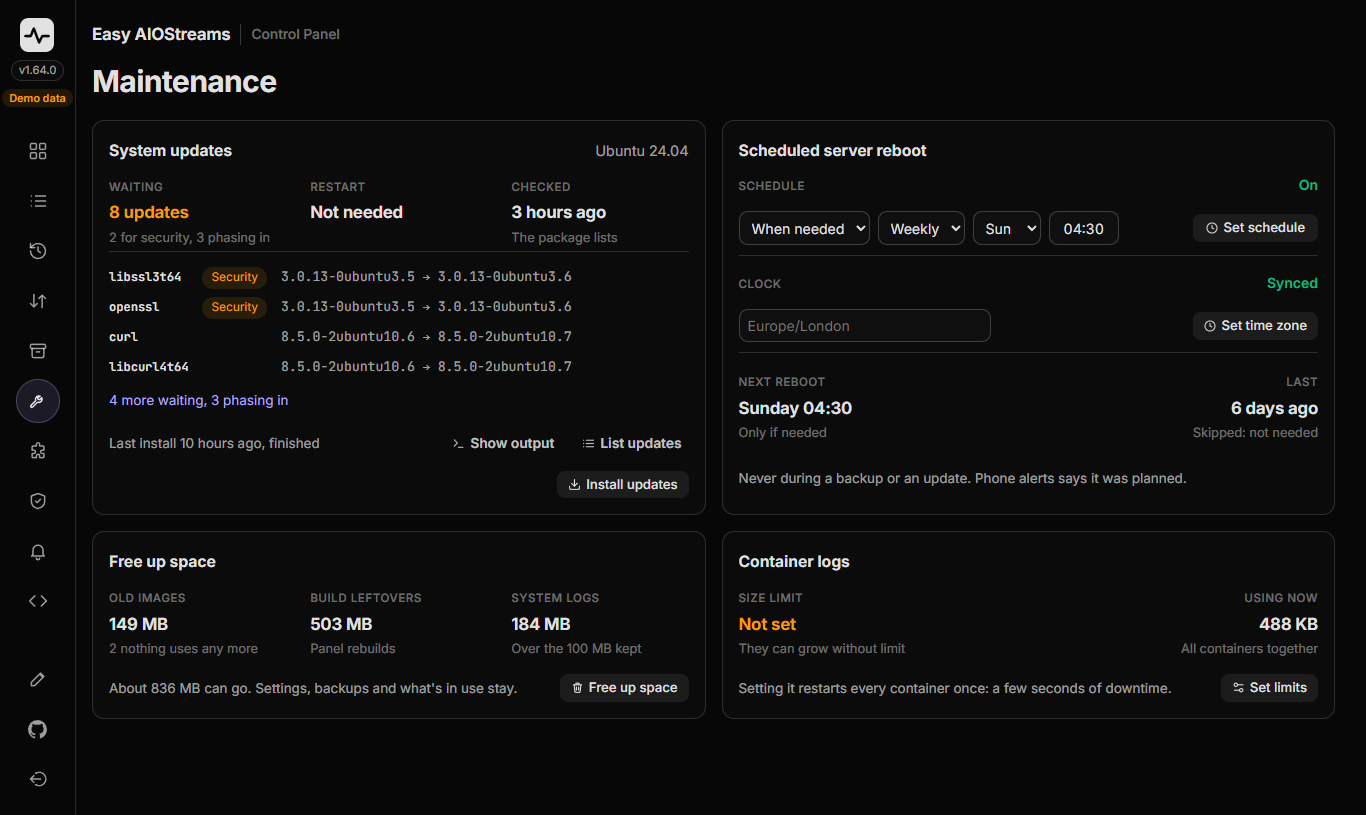 Easy AIOStreams Control Panel
v1.64.0
Demo data
Maintenance
System updates Ubuntu 24.04
WAITING RESTART CHECKED
8 updates Not needed 3 hours ago
2 for security, 3 phasing in The package lists
libssl3t64 Security 3.0.13-0ubuntu3.5 → 3.0.13-0ubuntu3.6
openssl Security 3.0.13-0ubuntu3.5 → 3.0.13-0ubuntu3.6
curl 8.5.0-2ubuntu10.6 → 8.5.0-2ubuntu10.7
libcurl4t64 8.5.0-2ubuntu10.6 → 8.5.0-2ubuntu10.7
4 more waiting, 3 phasing in
Last install 10 hours ago, finished Show output List updates
Install updates
Scheduled server reboot
SCHEDULE On
When needed Weekly Sun 04:30 Set schedule
CLOCK Synced
Europe/London Set time zone
NEXT REBOOT LAST
Sunday 04:30 6 days ago
Only if needed Skipped: not needed
Never during a backup or an update. Phone alerts says it was planned.
Free up space
OLD IMAGES BUILD LEFTOVERS SYSTEM LOGS
149 MB 503 MB 184 MB
2 nothing uses any more Panel rebuilds Over the 100 MB kept
About 836 MB can go. Settings, backups and what's in use stay. Free up space
Container logs
SIZE LIMIT USING NOW
Not set 488 KB
They can grow without limit All containers together
Setting it restarts every container once: a few seconds of downtime. Set limits